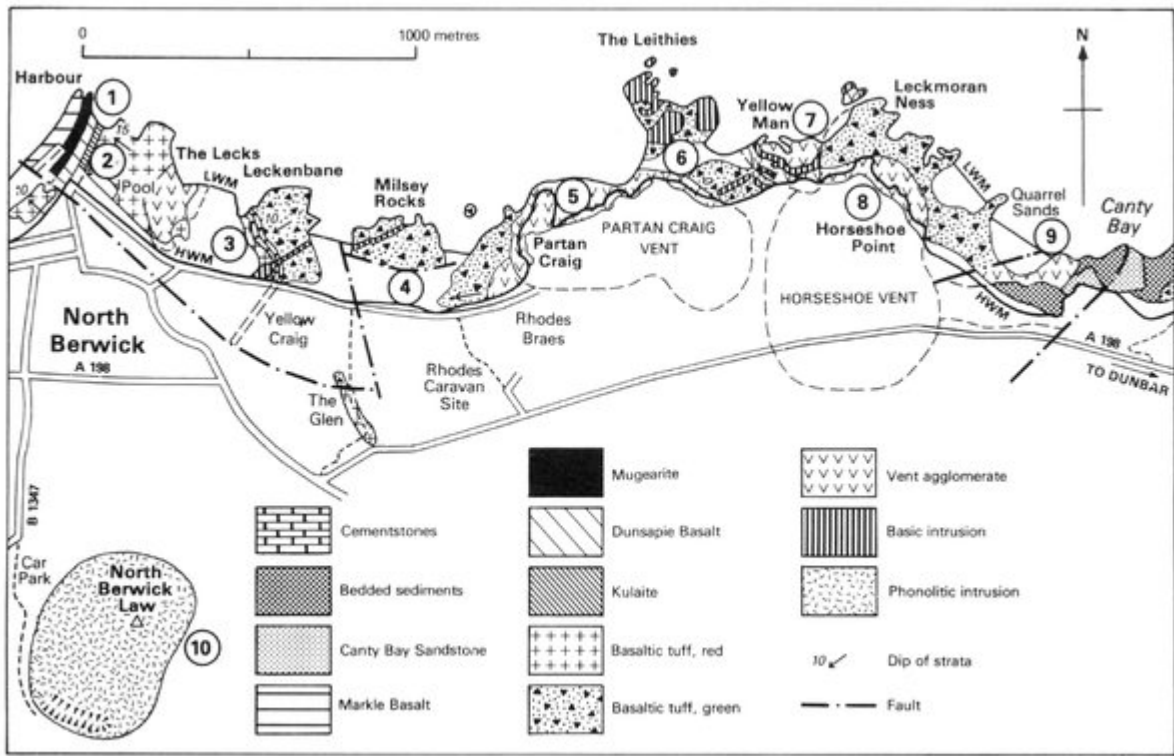 0 1000 metres
N
The Leithies
Harbour
1
Leckmoran
Ness
Yellow
Man
7
15
The Lecks
2
LWM
Leckenbane
6
LWM
Pool
10
Milsey
Rocks
5
Quarrel
Sands
Canty
Bay
10
8
9
3
HWM
Partan
Craig
PARTAN CRAIG
VENT
Horseshoe
Point
4
HORSESHOE VENT
HWM
North
Berwick
Yellow
Craig
Rhodes
Braes
A 198
A 198
TO DUNBAR
The
Glen
Rhodes
Caravan
Site
B 1347
Car
Park
North
Berwick
Law
10
Cementstones
Bedded sediments
Canty Bay Sandstone
Markle Basalt
Mugearite
Dunsapie Basalt
Kulaite
Basaltic tuff, red
Basaltic tuff, green
Vent agglomerate
Basic intrusion
Phonolitic intrusion
10 Dip of strata
Fault